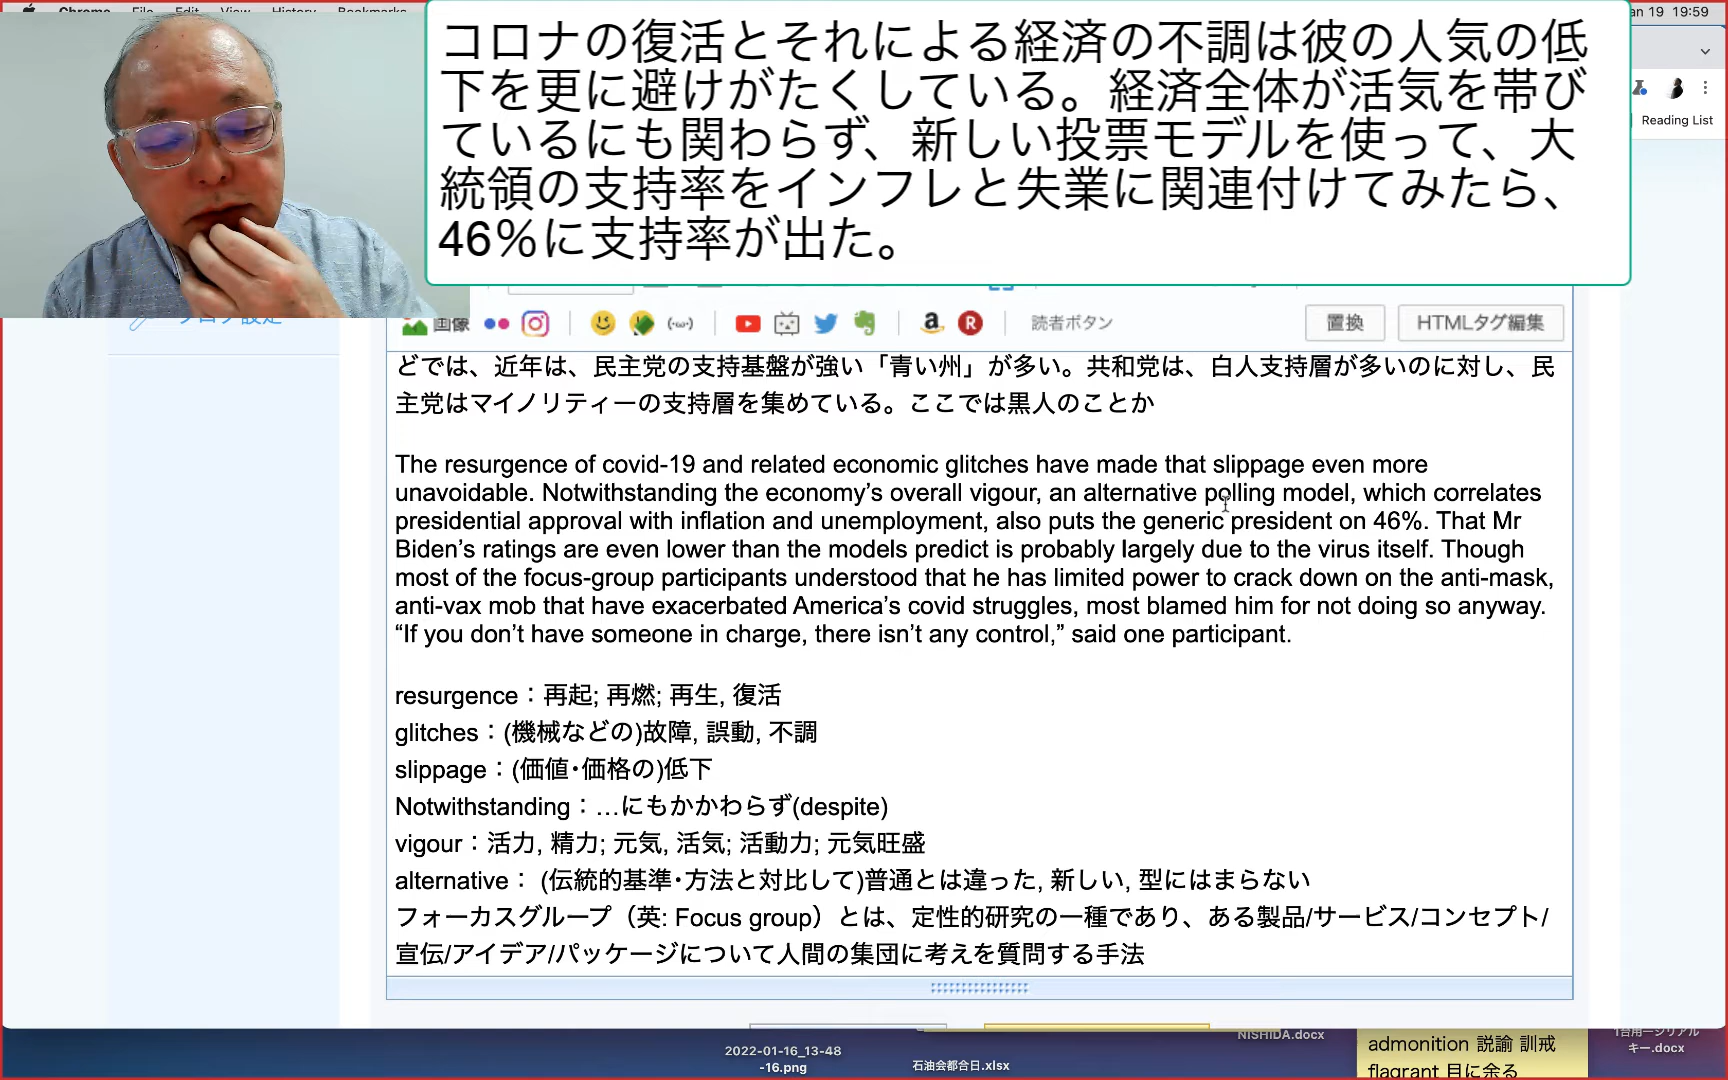 Chrome File Edit View History Bookmarks
an 19 19:59
コロナの復活とそれによる経済の不調は彼の人気の低
下を更に避けがたくしている。経済全体が活気を帯び
ているにも関わらず、新しい投票モデルを使って、大
統領の支持率をインフレと失業に関連付けてみたら、
46%に支持率が出た。
Reading List
画像
読者ボタン
置換
HTMLタグ編集
どでは、近年は、民主党の支持基盤が強い「青い州」が多い。共和党は、白人支持層が多いのに対し、民
主党はマイノリティーの支持層を集めている。ここでは黒人のことか
The resurgence of covid-19 and related economic glitches have made that slippage even more
unavoidable. Notwithstanding the economy’s overall vigour, an alternative polling model, which correlates
presidential approval with inflation and unemployment, also puts the generic president on 46%. That Mr
Biden’s ratings are even lower than the models predict is probably largely due to the virus itself. Though
most of the focus-group participants understood that he has limited power to crack down on the anti-mask,
anti-vax mob that have exacerbated America’s covid struggles, most blamed him for not doing so anyway.
“If you don’t have someone in charge, there isn’t any control,” said one participant.
resurgence：再起; 再燃; 再生, 復活
glitches：(機械などの)故障, 誤動, 不調
slippage：(価値･価格の)低下
Notwithstanding：…にもかかわらず(despite)
vigour：活力, 精力; 元気, 活気; 活動力; 元気旺盛
alternative： (伝統的基準･方法と対比して)普通とは違った, 新しい, 型にはまらない
フォーカスグループ（英: Focus group）とは、定性的研究の一種であり、ある製品/サービス/コンセプト/
宣伝/アイデア/パッケージについて人間の集団に考えを質問する手法
2022-01-16_13-48
-16.png
石油会都合日.xlsx
NISHIDA.docx
admonition 説諭 訓戒
flagrant 目に余る
キー.docx